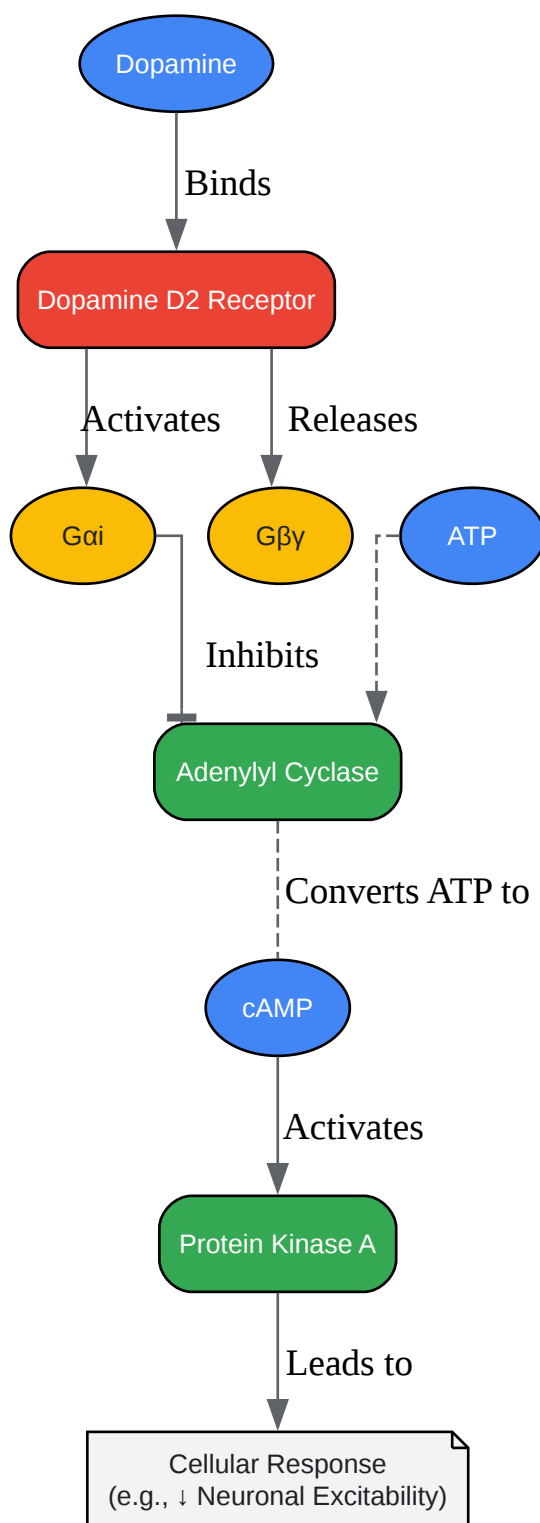 Dopamine
Binds
Dopamine D2 Receptor
Activates
Releases
Gαi
Gβγ
ATP
Inhibits
Adenylyl Cyclase
Converts ATP to
cAMP
Activates
Protein Kinase A
Leads to
Cellular Response
(e.g., ↓ Neuronal Excitability)